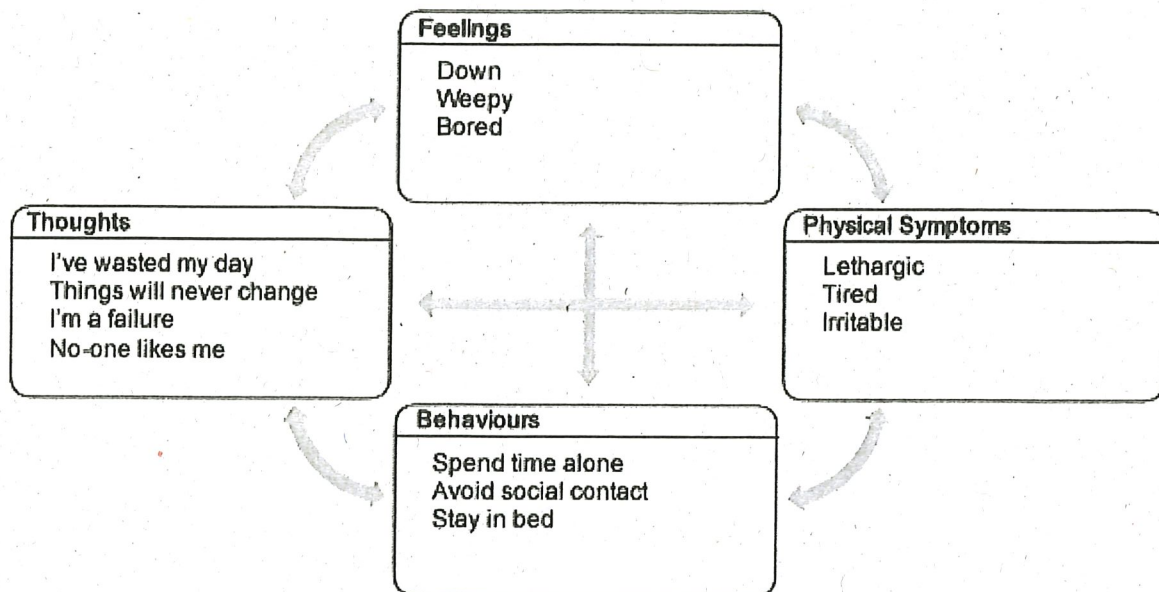 Feelings
Down
Weepy
Bored
Thoughts
I've wasted my day
Things will never change
I'm a failure
No-one likes me
Physical Symptoms
Lethargic
Tired
Irritable
Behaviours
Spend time alone
Avoid social contact
Stay in bed